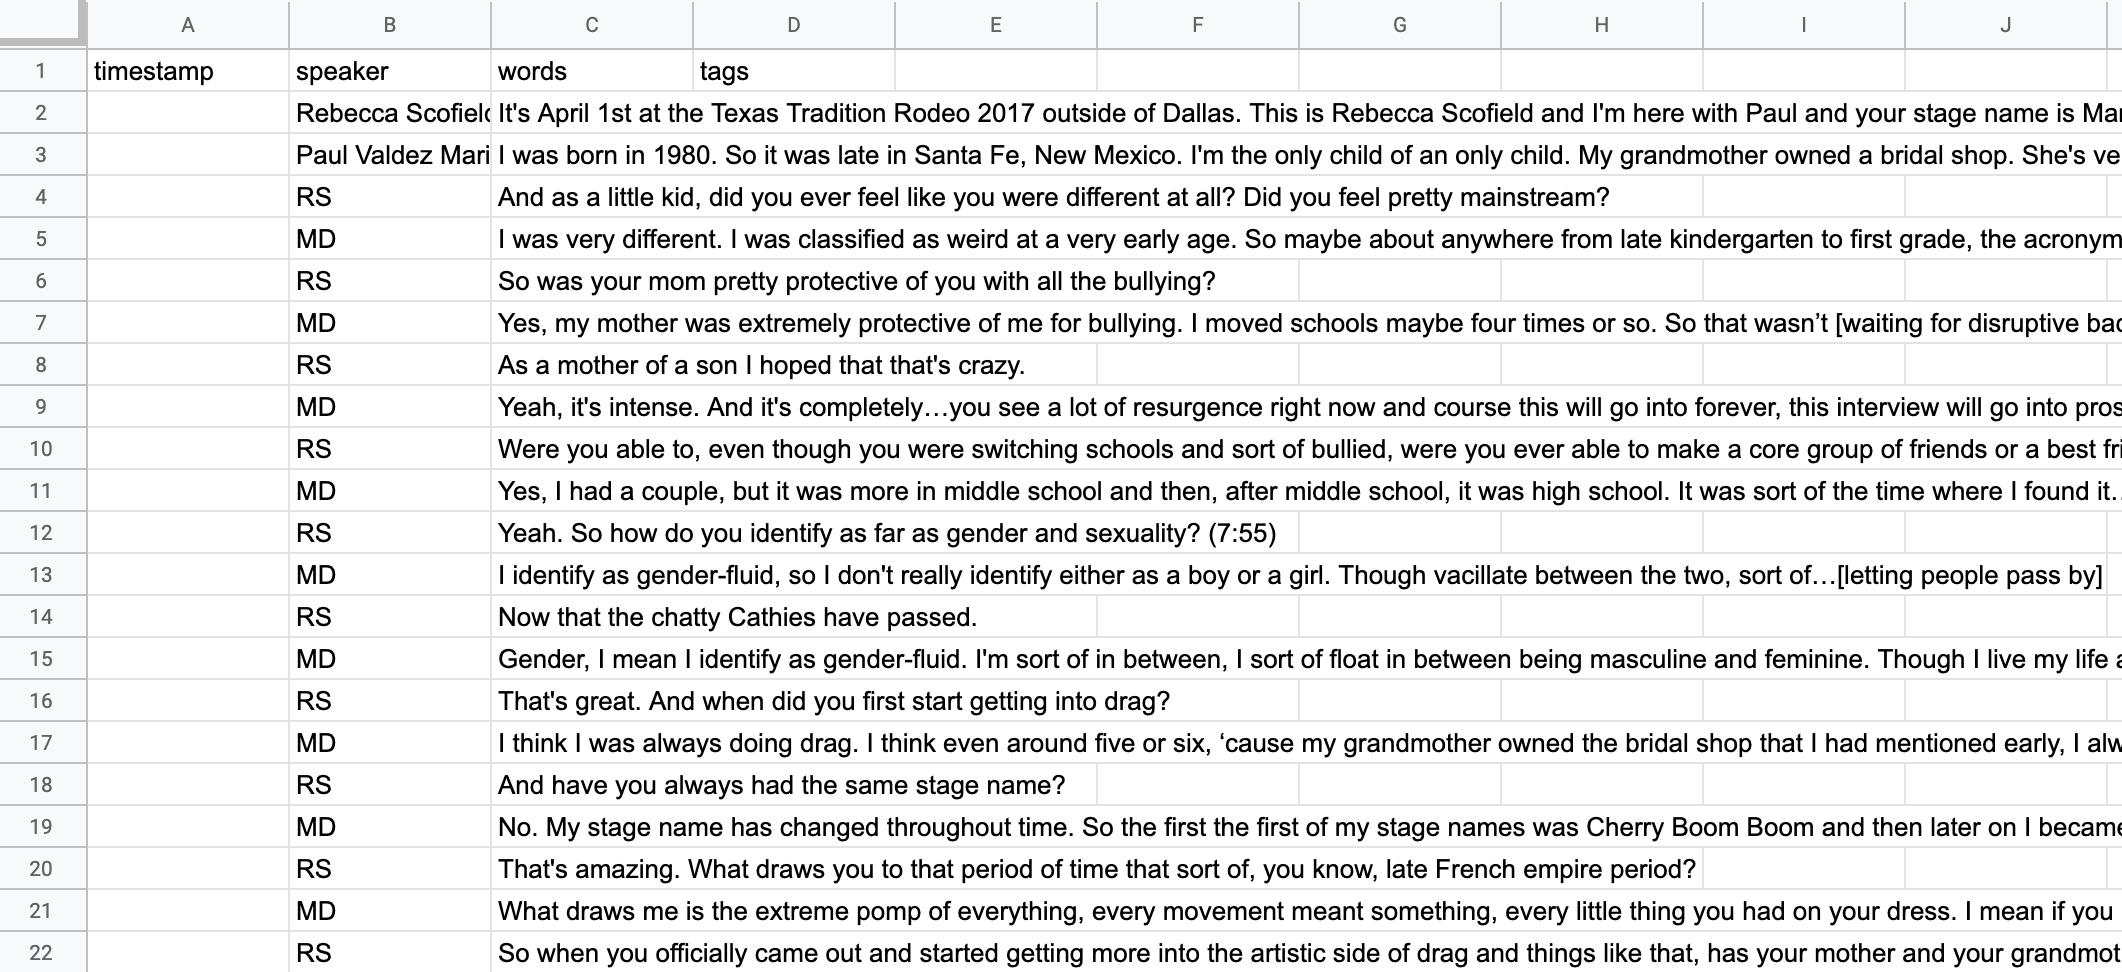 A B C D E F G H I J
1 timestamp speaker words tags
2 Rebecca Scofield It's April 1st at the Texas Tradition Rodeo 2017 outside of Dallas. This is Rebecca Scofield and I'm here with Paul and your stage name is
3 Paul Valdez Mari I was born in 1980. So it was late in Santa Fe, New Mexico. I'm the only child of an only child. My grandmother owned a bridal shop. She's ve
4 RS And as a little kid, did you ever feel like you were different at all? Did you feel pretty mainstream?
5 MD I was very different. I was classified as weird at a very early age. So maybe about anywhere from late kindergarten to first grade, the acronym
6 RS So was your mom pretty protective of you with all the bullying?
7 MD Yes, my mother was extremely protective of me for bullying. I moved schools maybe four times or so. So that wasn’t [waiting for disruptive bac
8 RS As a mother of a son I hoped that that's crazy.
9 MD Yeah, it's intense. And it's completely…you see a lot of resurgence right now and course this will go into forever, this interview will go into pros
10 RS Were you able to, even though you were switching schools and sort of bullied, were you ever able to make a core group of friends or a best fri
11 MD Yes, I had a couple, but it was more in middle school and then, after middle school, it was high school. It was sort of the time where I found it..
12 RS Yeah. So how do you identify as far as gender and sexuality? (7:55)
13 MD I identify as gender-fluid, so I don't really identify either as a boy or a girl. Though vacillate between the two, sort of…[letting people pass by]
14 RS Now that the chatty Cathies have passed.
15 MD Gender, I mean I identify as gender-fluid. I'm sort of in between, I sort of float in between being masculine and feminine. Though I live my life a
16 RS That's great. And when did you first start getting into drag?
17 MD I think I was always doing drag. I think even around five or six, ‘cause my grandmother owned the bridal shop that I had mentioned early, I alw
18 RS And have you always had the same stage name?
19 MD No. My stage name has changed throughout time. So the first the first of my stage names was Cherry Boom Boom and then later on I became
20 RS That's amazing. What draws you to that period of time that sort of, you know, late French empire period?
21 MD What draws me is the extreme pomp of everything, every movement meant something, every little thing you had on your dress. I mean if you
22 RS So when you officially came out and started getting more into the artistic side of drag and things like that, has your mother and your grandmot